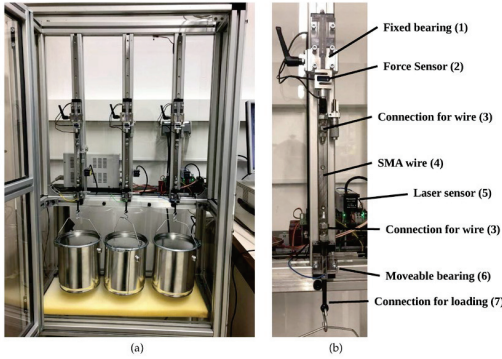 Fixed bearing (1)
Force Sensor (2)
Connection for wire (3)
SMA wire (4)
Laser sensor (5)
Connection for wire (3)
Moveable bearing (6)
Connection for loading (7)
(a)
(b)